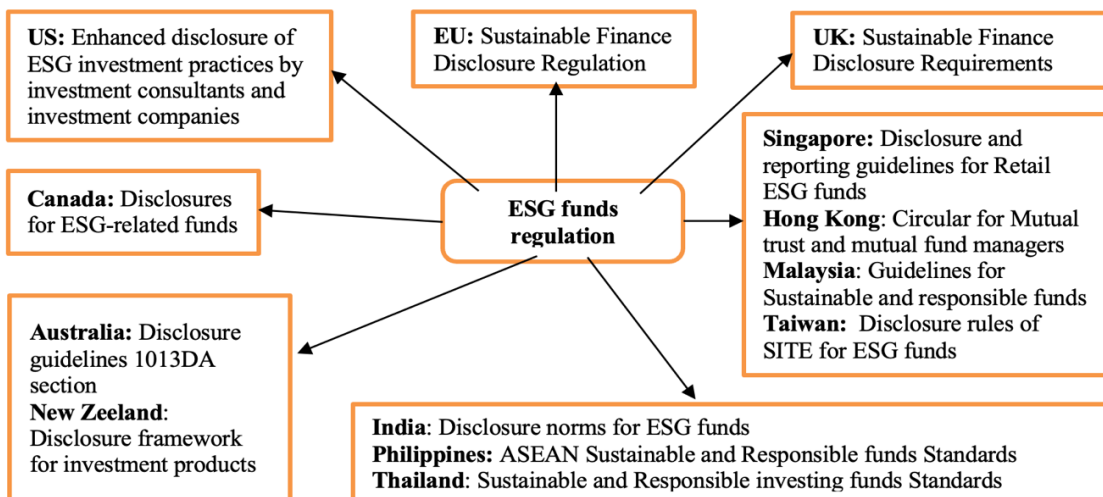 US: Enhanced disclosure of
ESG investment practices by
investment consultants and
investment companies
EU: Sustainable Finance
Disclosure Regulation
UK: Sustainable Finance
Disclosure Requirements
Canada: Disclosures
for ESG-related funds
ESG funds
regulation
Singapore: Disclosure and
reporting guidelines for Retail
ESG funds
Hong Kong: Circular for Mutual
trust and mutual fund managers
Malaysia: Guidelines for
Sustainable and responsible funds
Taiwan: Disclosure rules of
SITE for ESG funds
Australia: Disclosure
guidelines 1013DA
section
New Zeeland:
Disclosure framework
for investment products
India: Disclosure norms for ESG funds
Philippines: ASEAN Sustainable and Responsible funds Standards
Thailand: Sustainable and Responsible investing funds Standards